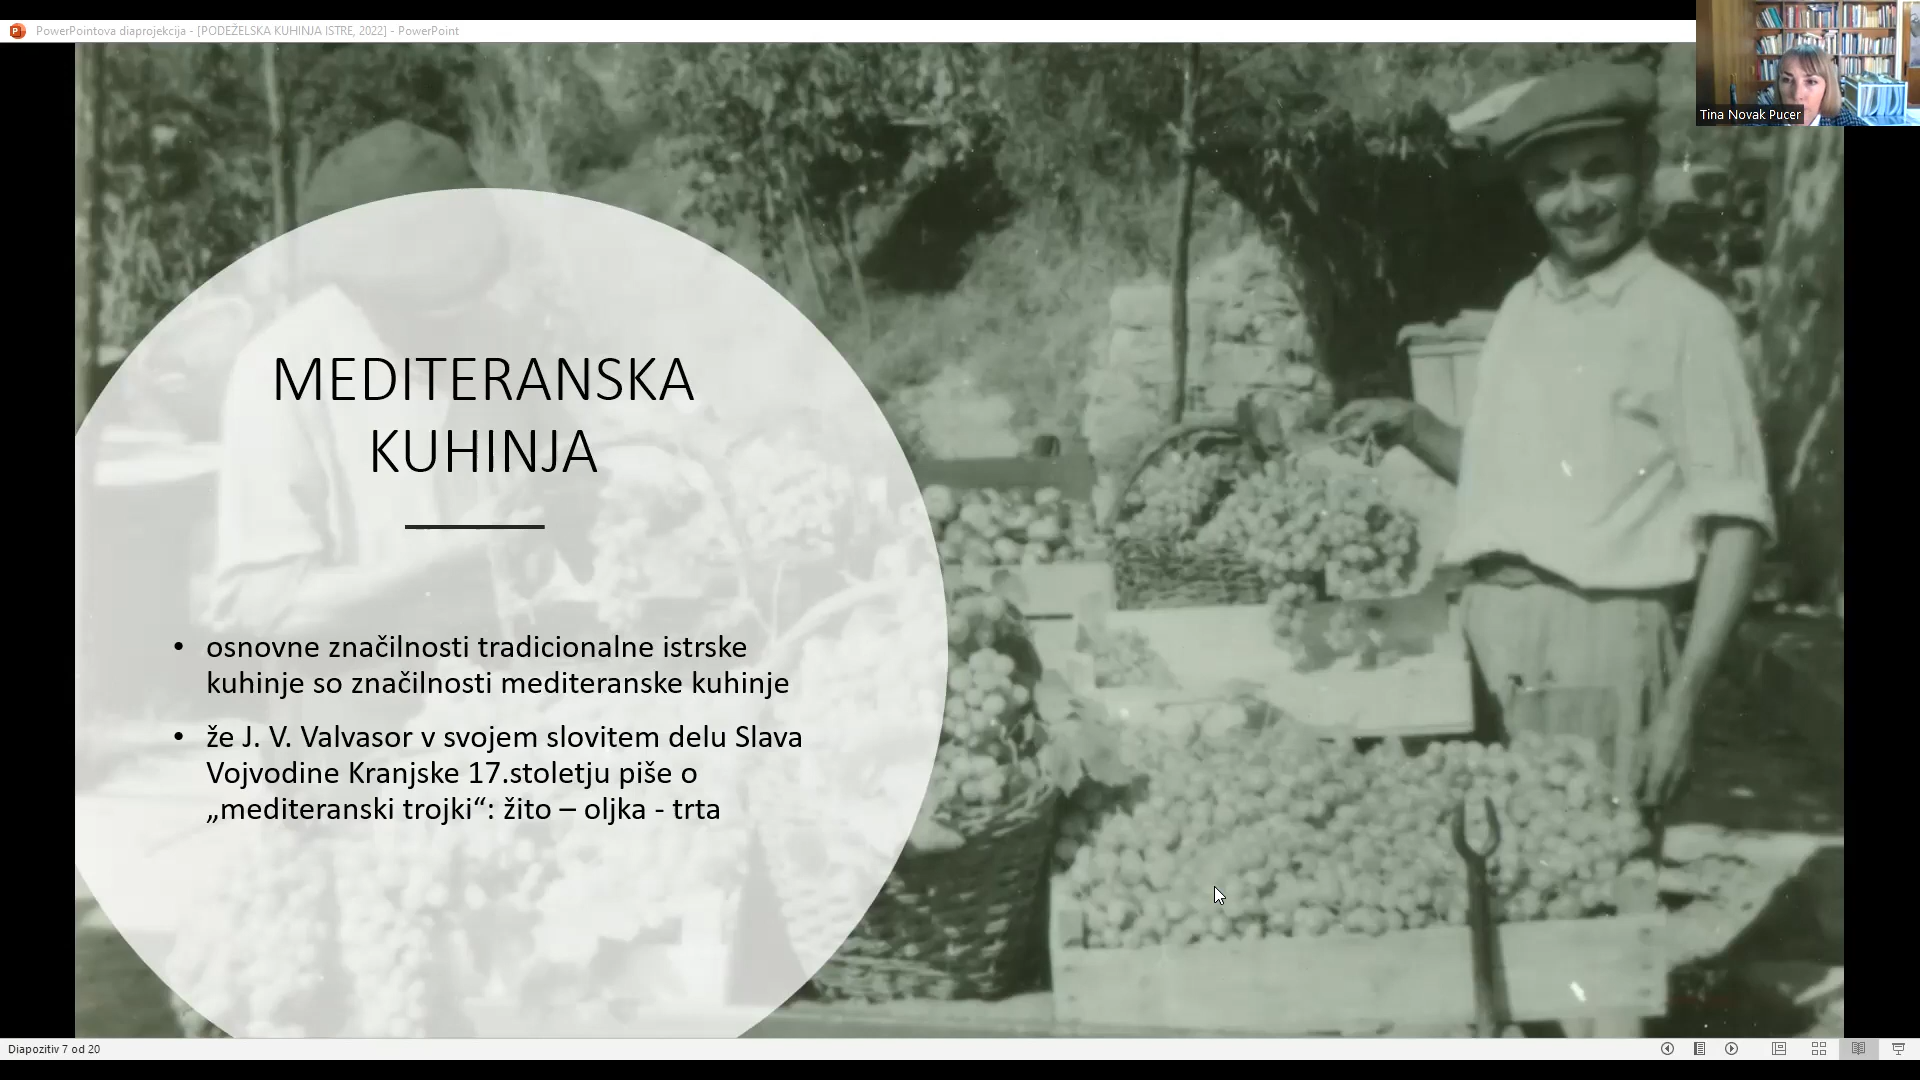 PowerPointova diaprojekcija - [PODEŽELSKA KUHINJA ISTRE, 2022] - PowerPoint
Tina Novak Pucer
MEDITERANSKA
KUHINJA
• osnovne značilnosti tradicionalne istrske
kuhinje so značilnosti mediteranske kuhinje
• že J. V. Valvasor v svojem slovitem delu Slava
Vojvodine Kranjske 17.stoletju piše o
„mediteranski trojki“: žito – oljka - trta
Diapozitiv 7 od 20